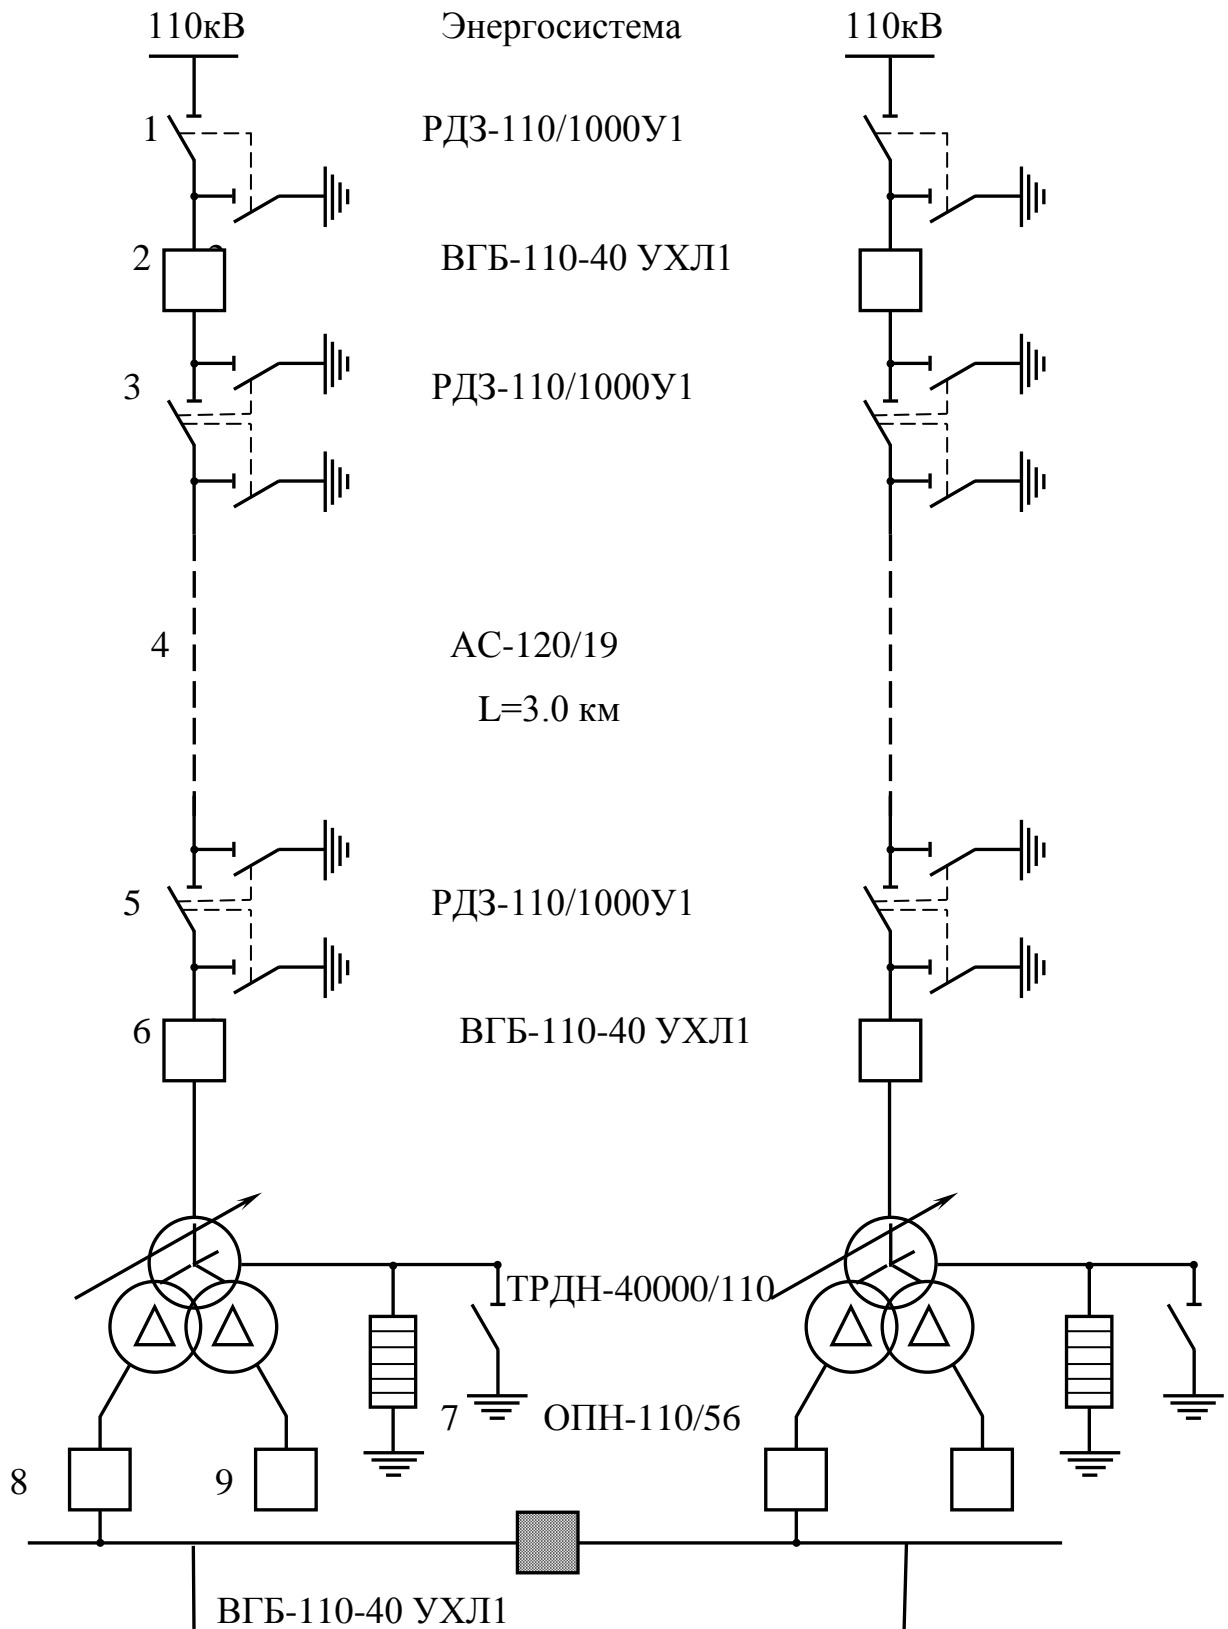 110кВ Энергосистема 110кВ
1 РДЗ-110/1000У1
2 ВГБ-110-40 УХЛ1
3 РДЗ-110/1000У1
4 АС-120/19
L=3.0 км
5 РДЗ-110/1000У1
6 ВГБ-110-40 УХЛ1
ТРДН-40000/110
7 ОПН-110/56
8 9
ВГБ-110-40 УХЛ1